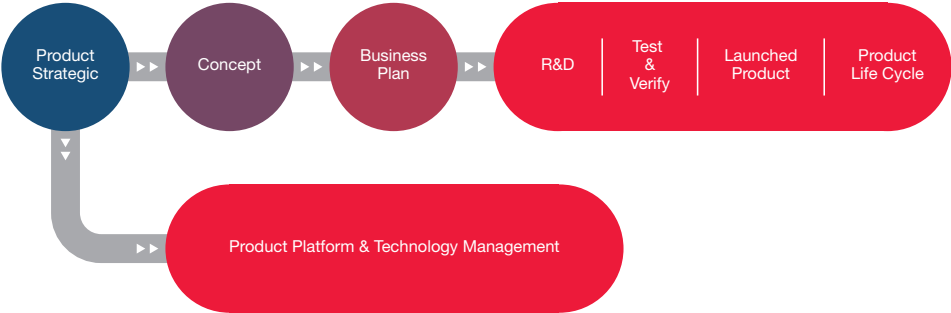 Product
Strategic
Concept
Business
Plan
R&D
Test
&
Verify
Launched
Product
Product
Life Cycle
Product Platform & Technology Management